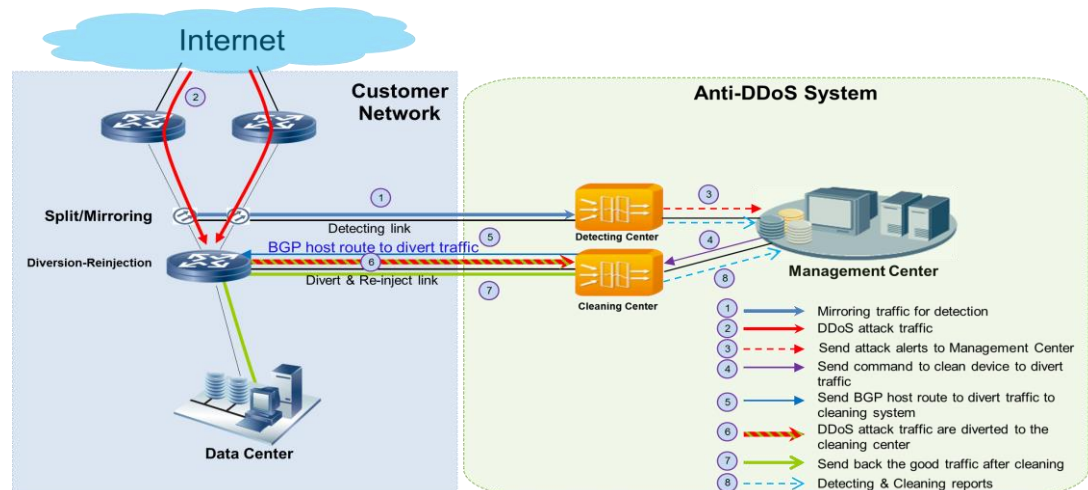 Internet
Customer
Network
Anti-DDoS System
2
1
3
Split/Mirroring
Detecting link
Detecting Center
5
4
BGP host route to divert traffic
Diversion-Reinjection
6
Management Center
Divert & Re-inject link
7
Cleaning Center
8
Data Center
1 Mirroring traffic for detection
2 DDoS attack traffic
3 Send attack alerts to Management Center
4 Send command to clean device to divert
traffic
5 Send BGP host route to divert traffic to
cleaning system
6 DDoS attack traffic are diverted to the
cleaning center
7 Send back the good traffic after cleaning
8 Detecting & Cleaning reports